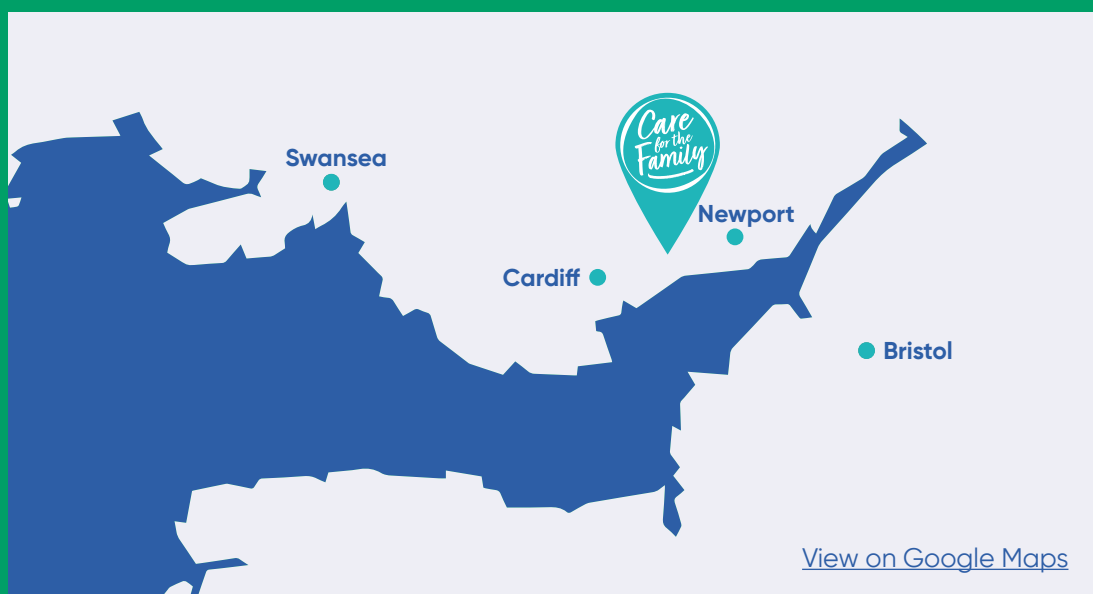 Swansea
Care
for the
Family
Newport
Cardiff
Bristol
View on Google Maps